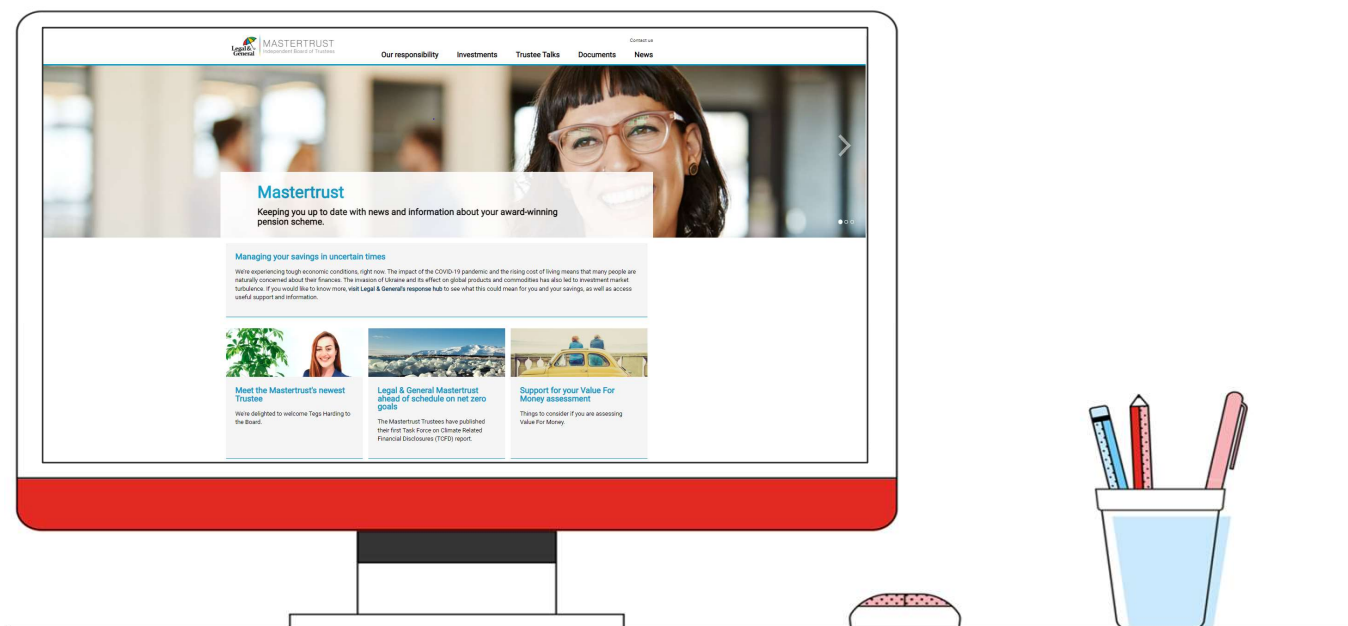 Contact us
Legal &
General
MASTERTRUST
Independent Board of Trustees
Our responsibility Investments Trustee Talks Documents News
Mastertrust
Keeping you up to date with news and information about your award-winning
pension scheme.
Managing your savings in uncertain times
We're experiencing tough economic conditions, right now. The impact of the COVID-19 pandemic and the rising cost of living means that many people are
naturally concerned about their finances. The invasion of Ukraine and its effect on global products and commodities has also led to investment market
turbulence. If you would like to know more, visit Legal & General's response hub to see what this could mean for you and your savings, as well as access
useful support and information.
Meet the Mastertrust's newest
Trustee
We're delighted to welcome Tegs Harding to
the Board.
Legal & General Mastertrust
ahead of schedule on net zero
goals
The Mastertrust Trustees have published
their first Task Force on Climate Related
Financial Disclosures (TCFD) report.
Support for your Value For
Money assessment
Things to consider if you are assessing
Value For Money.